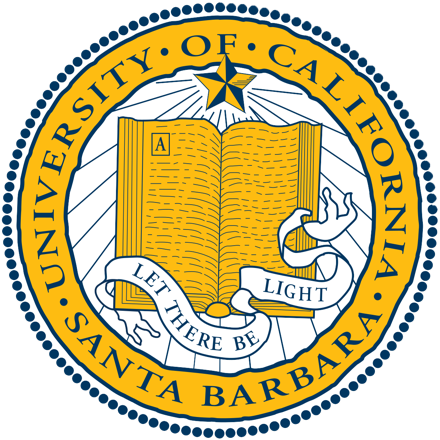 · UNIVERSITY · OF · CALIFORNIA ·
SANTA BARBARA
A
LET THERE BE
LIGHT